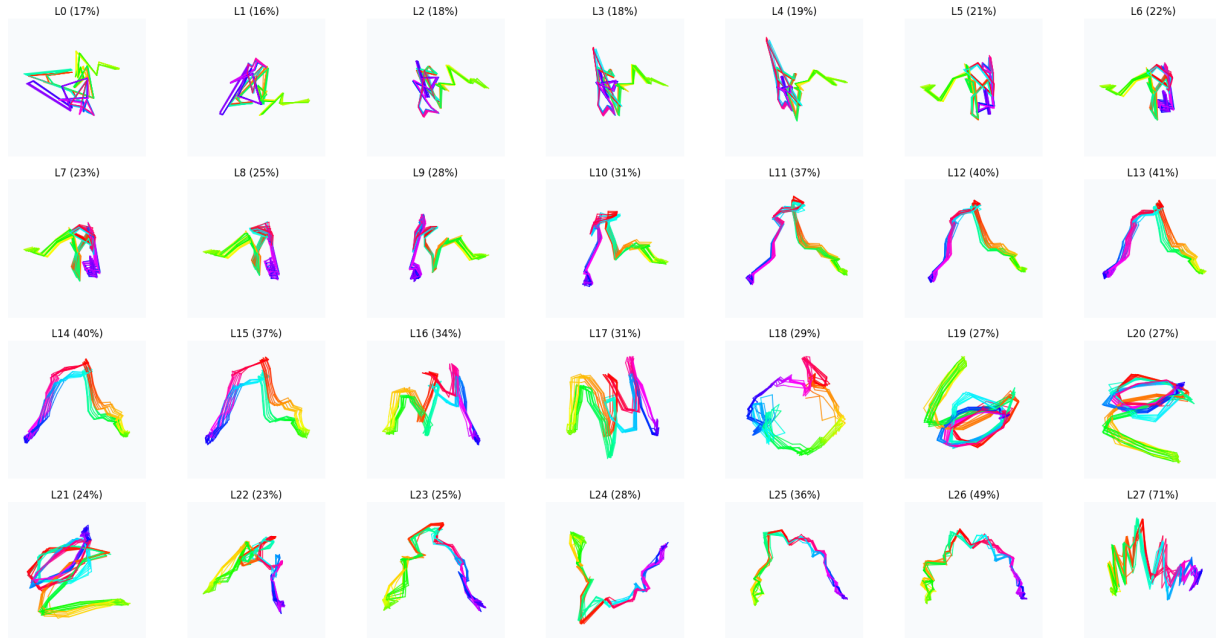 L0 (17%) L1 (16%) L2 (18%) L3 (18%) L4 (19%) L5 (21%) L6 (22%)
L7 (23%) L8 (25%) L9 (28%) L10 (31%) L11 (37%) L12 (40%) L13 (41%)
L14 (40%) L15 (37%) L16 (34%) L17 (31%) L18 (29%) L19 (27%) L20 (27%)
L21 (24%) L22 (23%) L23 (25%) L24 (28%) L25 (36%) L26 (49%) L27 (71%)